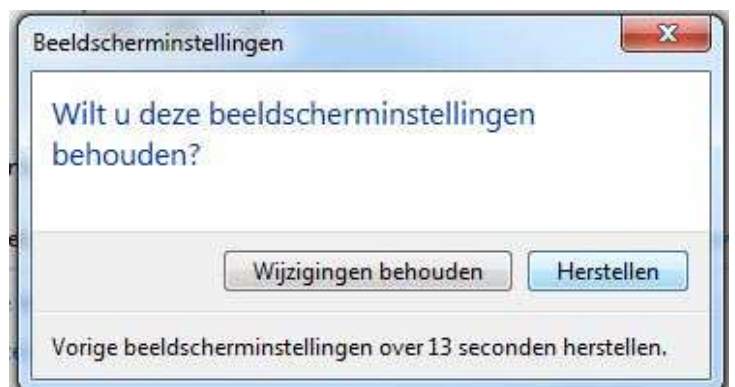 Beeldscherminstellingen
Wilt u deze beeldscherminstellingen
behouden?
Wijzigingen behouden
Herstellen
Vorige beeldscherminstellingen over 13 seconden herstellen.